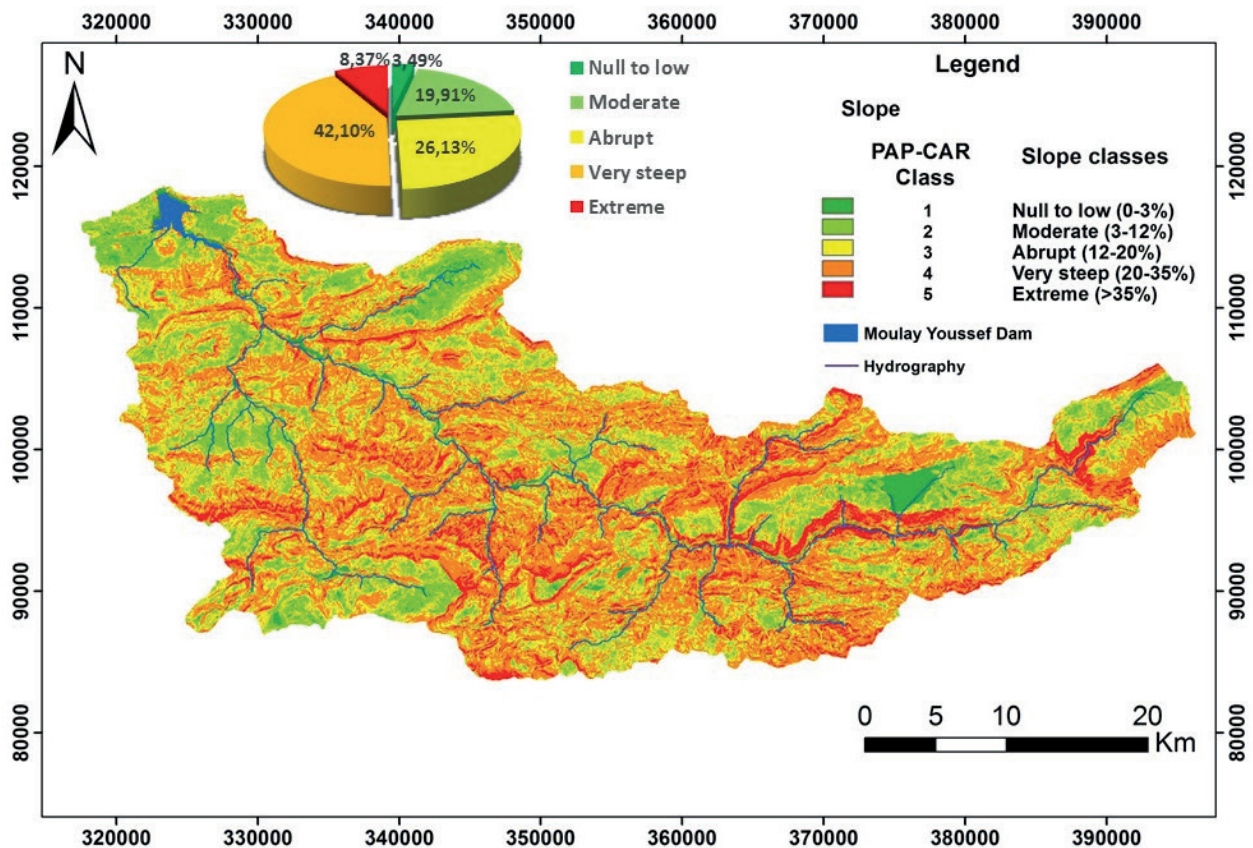 320000 330000 340000 350000 360000 370000 380000 390000
N
8,37% 3,49%
19,91%
42,10%
26,13%
Null to low
Moderate
Abrupt
Very steep
Extreme
Legend
Slope
PAP-CAR
Class
Slope classes
1 Null to low (0-3%)
2 Moderate (3-12%)
3 Abrupt (12-20%)
4 Very steep (20-35%)
5 Extreme (>35%)
Moulay Youssef Dam
Hydrography
120000
110000
100000
90000
80000
120000
110000
100000
90000
80000
0 5 10 20
Km
320000 330000 340000 350000 360000 370000 380000 390000